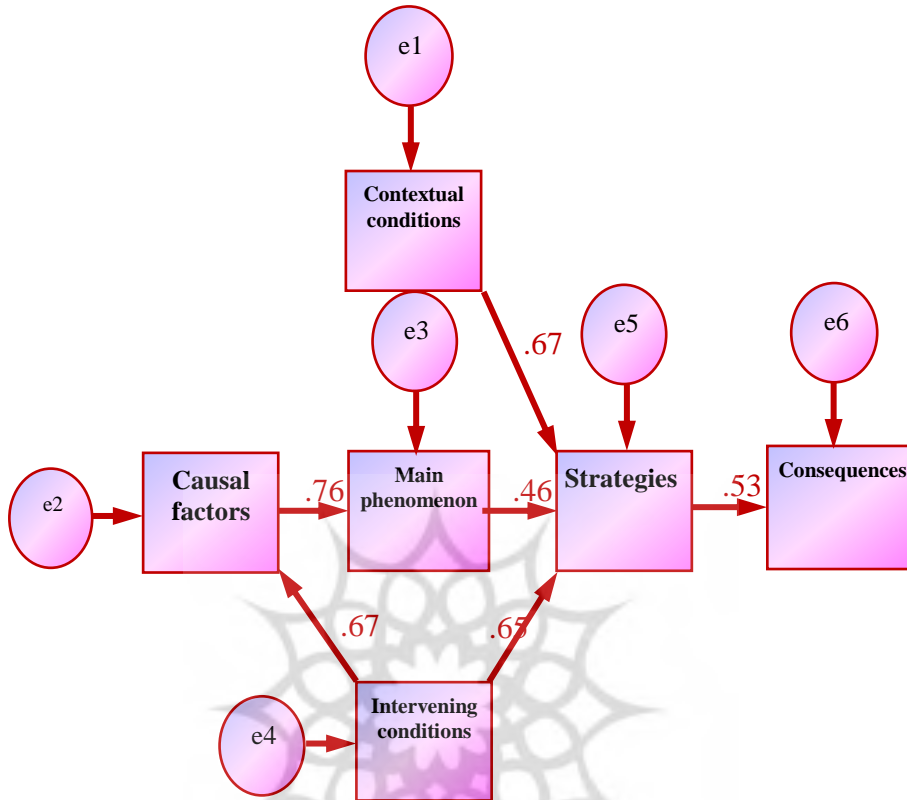 e1
Contextual
conditions
e3
.67
e5
e6
e2
Causal
factors
.76
Main
phenomenon
.46
Strategies
.53
Consequences
.67
.65
e4
Intervening
conditions